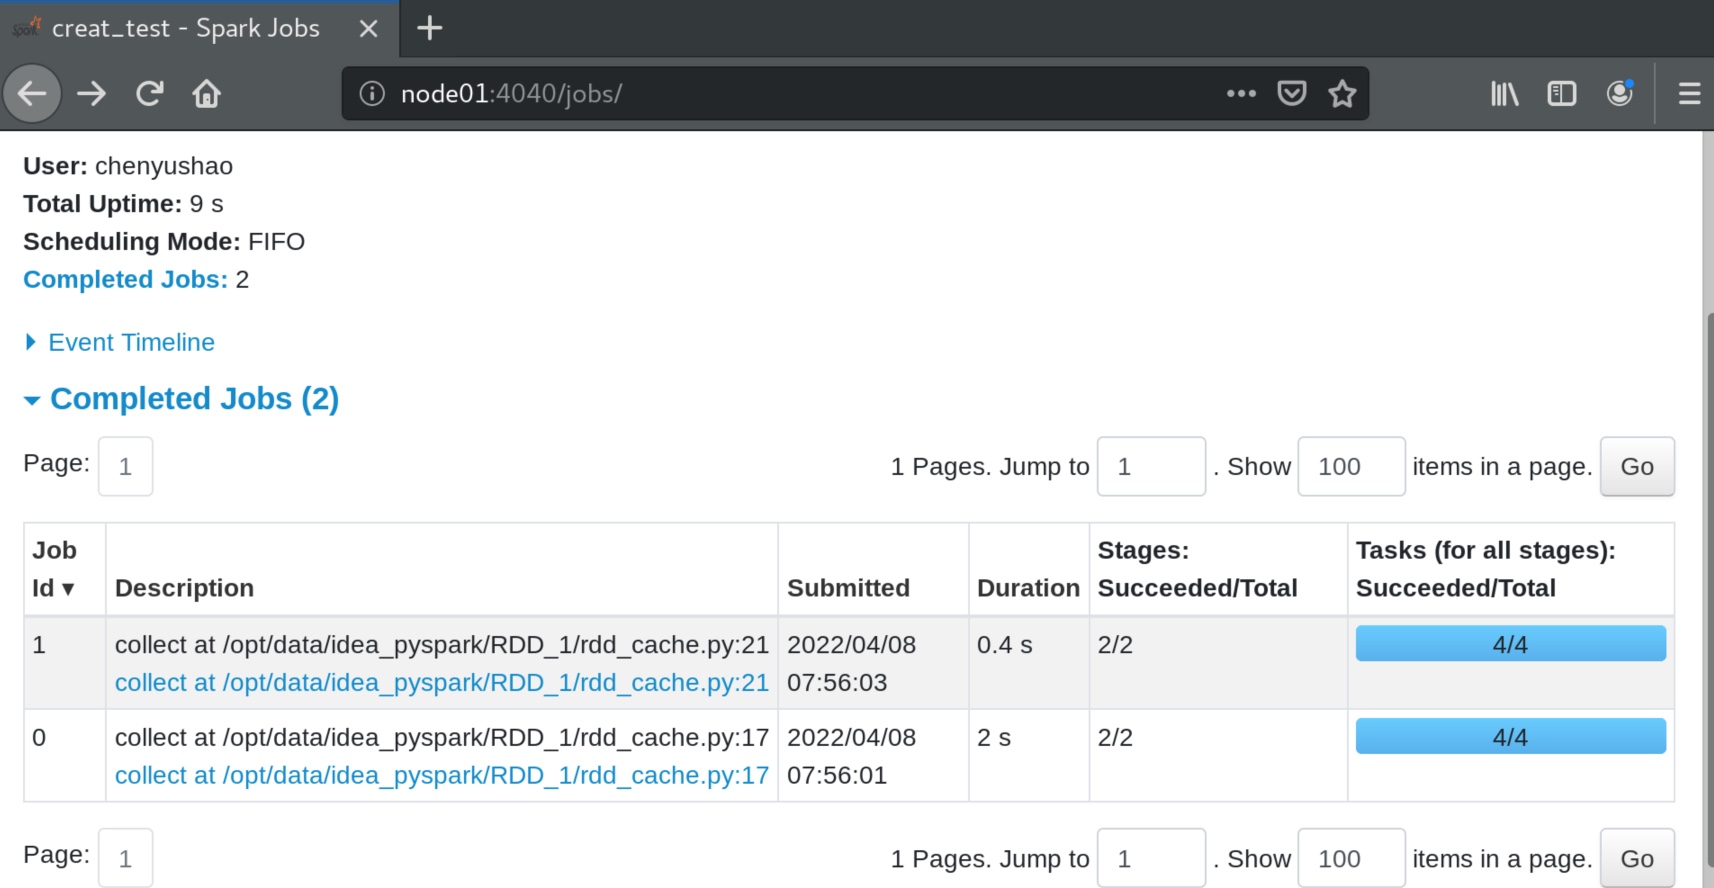 creat_test - Spark Jobs
node01:4040/jobs/
User: chenyushao
Total Uptime: 9 s
Scheduling Mode: FIFO
Completed Jobs: 2
Event Timeline
Completed Jobs (2)
Page: 1 1 Pages. Jump to 1 . Show 100 items in a page. Go
Job Id ▾ Description Submitted Duration Stages: Succeeded/Total Tasks (for all stages): Succeeded/Total
1 collect at /opt/data/idea_pyspark/RDD_1/rdd_cache.py:21 2022/04/08 0.4 s 2/2 4/4
collect at /opt/data/idea_pyspark/RDD_1/rdd_cache.py:21 07:56:03
0 collect at /opt/data/idea_pyspark/RDD_1/rdd_cache.py:17 2022/04/08 2 s 2/2 4/4
collect at /opt/data/idea_pyspark/RDD_1/rdd_cache.py:17 07:56:01
Page: 1 1 Pages. Jump to 1 . Show 100 items in a page. Go